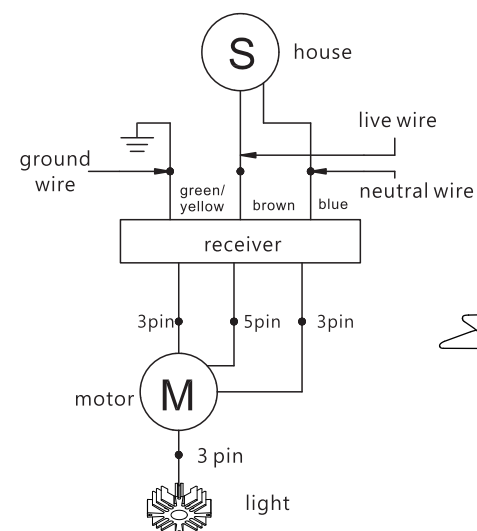 S
house
live wire
ground
wire
neutral wire
green/
yellow
brown
blue
receiver
3pin
5pin
3pin
motor
M
3 pin
light